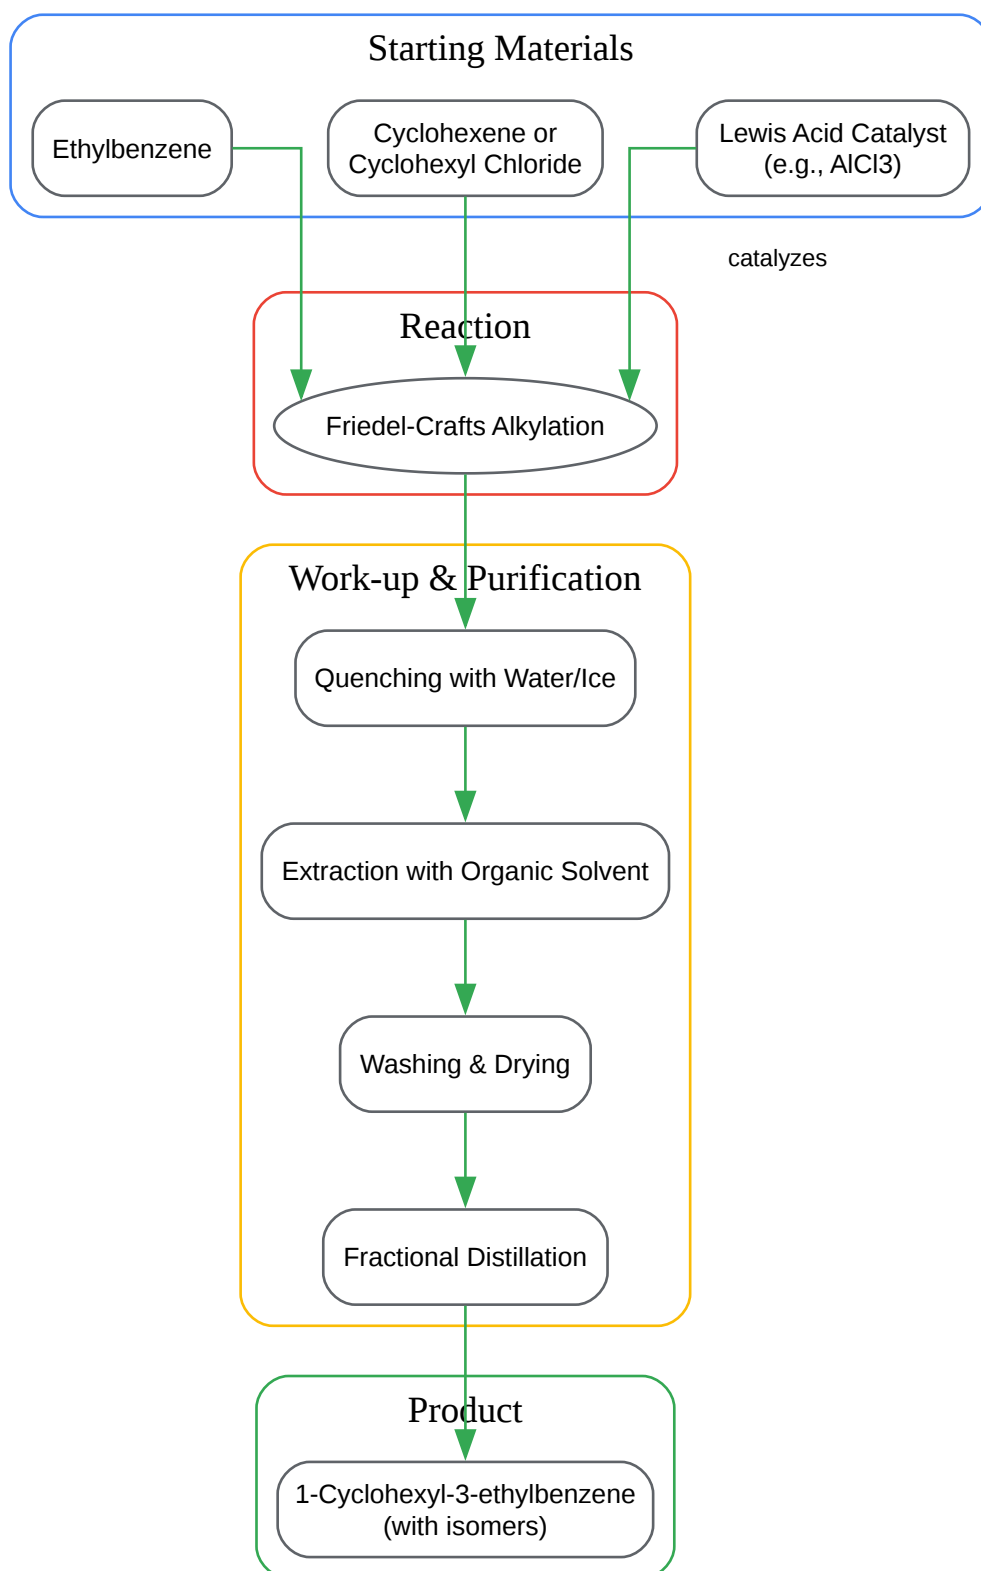 Starting Materials
Ethylbenzene
Cyclohexene or
Cyclohexyl Chloride
Lewis Acid Catalyst
(e.g., AlCl3)
catalyzes
Reaction
Friedel-Crafts Alkylation
Work-up & Purification
Quenching with Water/Ice
Extraction with Organic Solvent
Washing & Drying
Fractional Distillation
Product
1-Cyclohexyl-3-ethylbenzene
(with isomers)